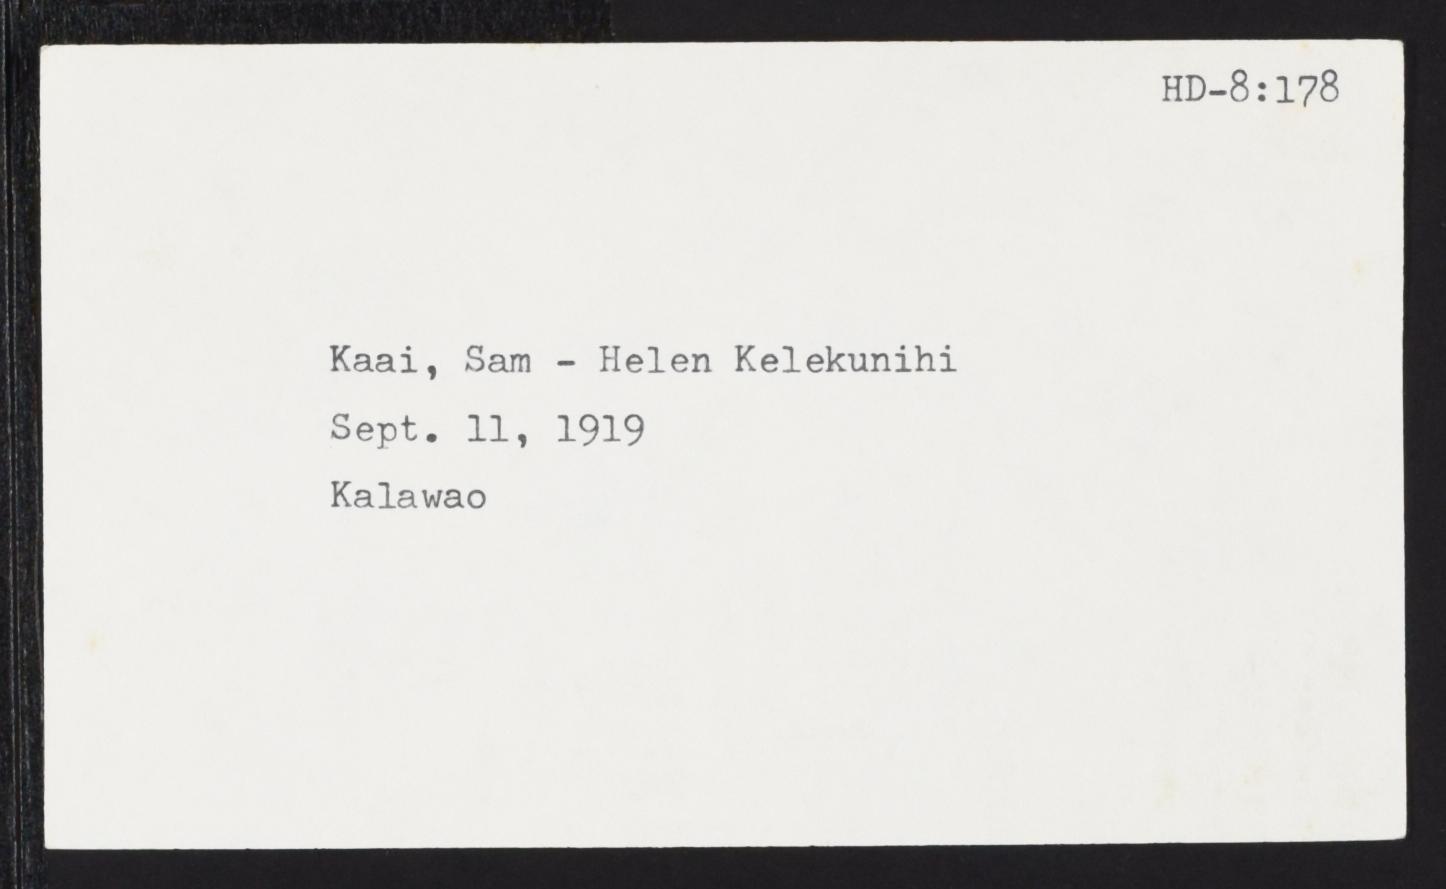 HD-8:178
Kaai, Sam - Helen Kelekunihi
Sept. 11, 1919
Kalawao